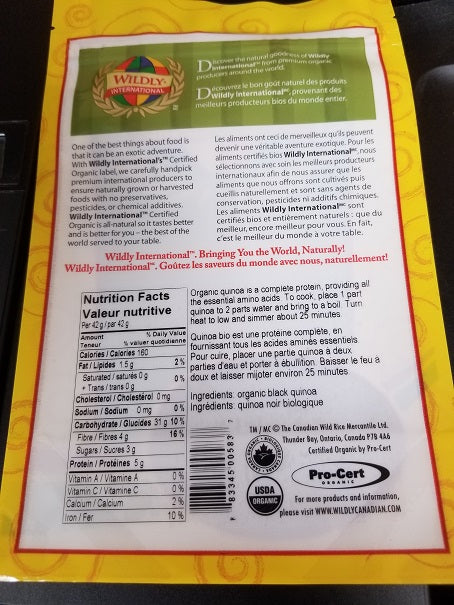 WILDLY
INTERNATIONAL
Discover the natural goodness of Wildly
International™ from premium organic
producers around the world.
Découvrez le bon goût naturel des produits
Wildly Internationalᴹᶜ, provenant des
meilleurs producteurs bios du monde entier.
One of the best things about food is
that it can be an exotic adventure.
With Wildly International's™ Certified
Organic label, we carefully handpick
premium international producers to
ensure naturally grown or harvested
foods with no preservatives,
pesticides, or chemical additives.
Wildly International™ Certified
Organic is all-natural so it tastes better
and is better for you – the best of the
world served to your table.
Les aliments ont ceci de merveilleux qu'ils peuvent
devenir une véritable aventure exotique. Pour les
aliments certifiés bios Wildly Internationalᴹᶜ, nous
sélectionnons avec soin les meilleurs producteurs
internationaux afin de nous assurer que les
aliments que nous offrons sont cultivés puis
cueillis naturellement et sont sans agents de
conservation, pesticides ni additifs chimiques.
Les aliments Wildly Internationalᴹᶜ sont
certifiés bios et entièrement naturels : que du
meilleur, encore meilleur pour vous. En fait,
c'est le meilleur du monde à votre table.
Wildly International™. Bringing You the World, Naturally!
Wildly International™. Goûtez les saveurs du monde avec nous, naturellement!
Nutrition Facts
Valeur nutritive
Per 42 g / par 42 g
Amount % Daily Value
Teneur % valeur quotidienne
Calories / Calories 160
Fat / Lipides 1.5 g 2 %
Saturated / saturés 0 g
+ Trans / trans 0 g 0 %
Cholesterol / Cholestérol 0 mg
Sodium / Sodium 0 mg 0 %
Carbohydrate / Glucides 31 g 10 %
Fibre / Fibres 4 g 16 %
Sugars / Sucres 3 g
Protein / Protéines 5 g
Vitamin A / Vitamine A 0 %
Vitamin C / Vitamine C 0 %
Calcium / Calcium 2 %
Iron / Fer 10 %
Organic quinoa is a complete protein, providing all
the essential amino acids. To cook, place 1 part
quinoa to 2 parts water and bring to a boil. Turn
heat to low and simmer about 25 minutes.
Quinoa bio est une protéine complète, en
fournissant tous les acides aminés essentiels.
Pour cuire, placer une partie quinoa à deux
parties d'eau et porter à ébullition. Baisser le feu à
doux et laisser mijoter environ 25 minutes.
Ingredients: organic black quinoa
Ingrédients: quinoa noir biologique
8 83345 00583 7
TM / MC © The Canadian Wild Rice Mercantile Ltd.
Thunder Bay, Ontario, Canada P7B 4A6
Certified Organic by Pro-Cert
USDA
ORGANIC
Pro-Cert
ORGANIC
For more products and information,
please visit WWW.WILDLYCANADIAN.COM